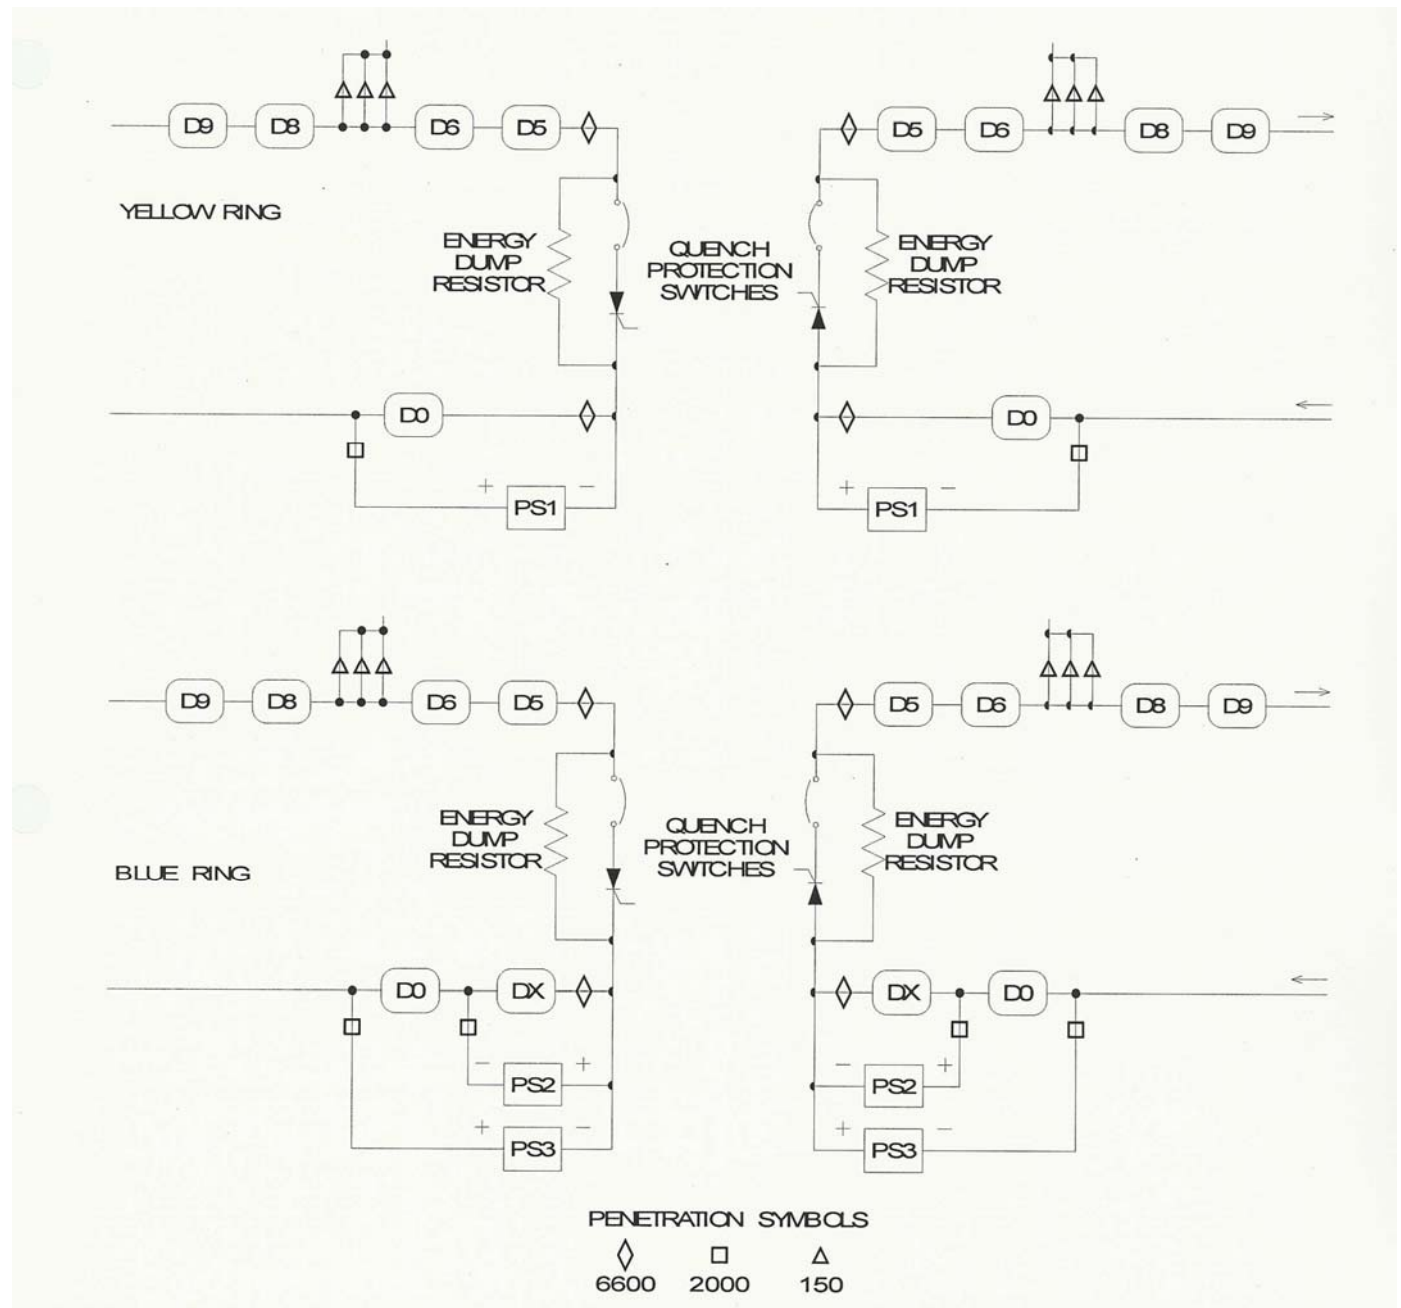 D9 D8 D6 D5 D5 D6 D8 D9
YELLOW RING
ENERGY
DUMP
RESISTOR
QUENCH
PROTECTION
SWITCHES
ENERGY
DUMP
RESISTOR
D0 D0
+ − + −
PS1 PS1
D9 D8 D6 D5 D5 D6 D8 D9
ENERGY
DUMP
RESISTOR
QUENCH
PROTECTION
SWITCHES
ENERGY
DUMP
RESISTOR
BLUE RING
D0 DX DX D0
− + − +
PS2 PS2
+ − + −
PS3 PS3
PENETRATION SYMBOLS
6600 2000 150